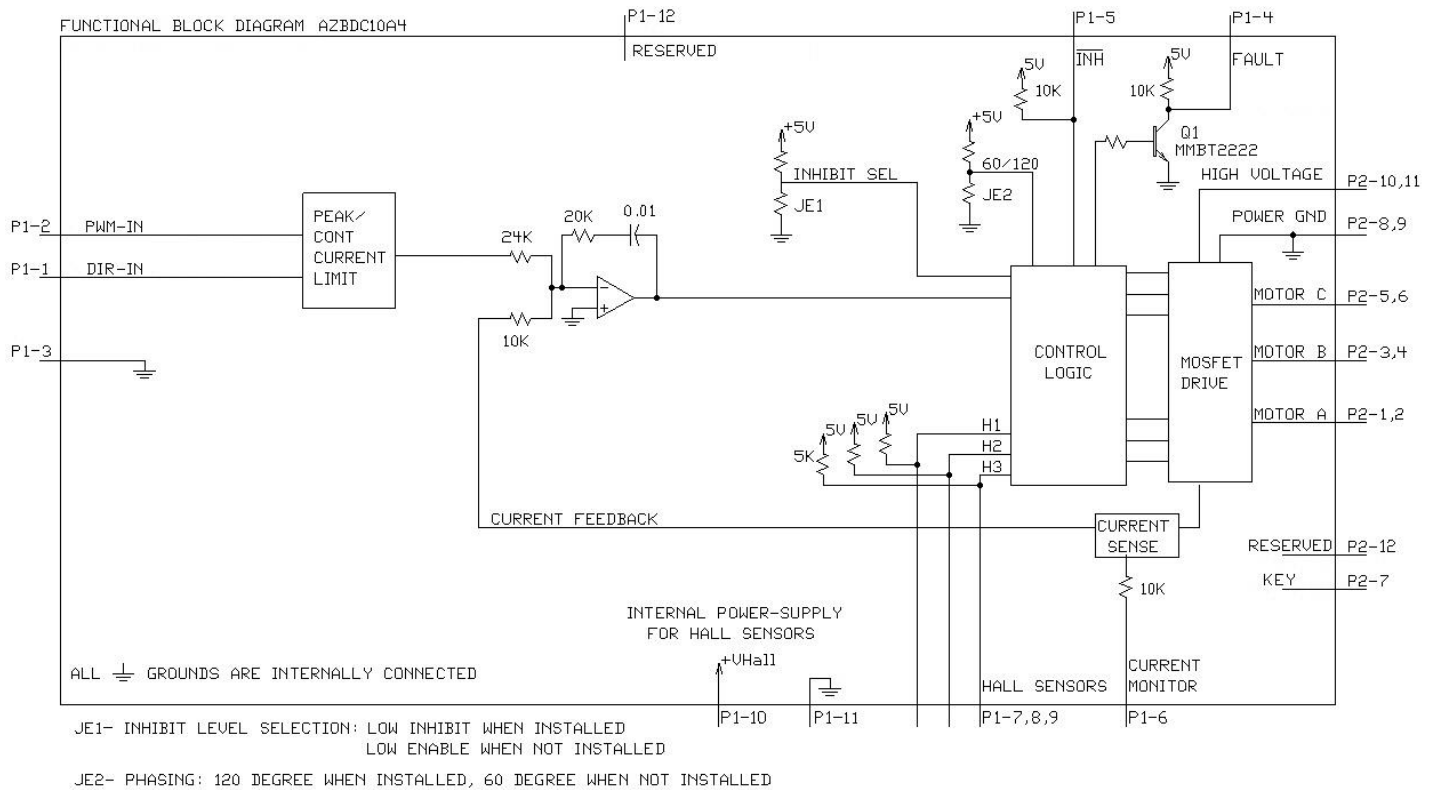 FUNCTIONAL BLOCK DIAGRAM AZBDC10A4
P1-12
RESERVED
P1-5
INH
P1-4
FAULT
5V
10K
5V
10K
Q1
MMBT2222
+5V
INHIBIT SEL
JE1
+5V
60/120
JE2
HIGH VOLTAGE
P2-10,11
POWER GND
P2-8,9
MOTOR C
P2-5,6
MOTOR B
P2-3,4
MOTOR A
P2-1,2
P1-2
PWM-IN
P1-1
DIR-IN
P1-3
PEAK/
CONT
CURRENT
LIMIT
24K
20K
0.01
-
+
10K
CONTROL
LOGIC
MOSFET
DRIVE
5V
5V
5V
5K
H1
H2
H3
CURRENT FEEDBACK
CURRENT
SENSE
10K
RESERVED
P2-12
KEY
P2-7
INTERNAL POWER-SUPPLY
FOR HALL SENSORS
+VHall
ALL GROUNDS ARE INTERNALLY CONNECTED
HALL SENSORS
CURRENT
MONITOR
P1-10
P1-11
P1-7,8,9
P1-6
JE1- INHIBIT LEVEL SELECTION: LOW INHIBIT WHEN INSTALLED
LOW ENABLE WHEN NOT INSTALLED
JE2- PHASING: 120 DEGREE WHEN INSTALLED, 60 DEGREE WHEN NOT INSTALLED